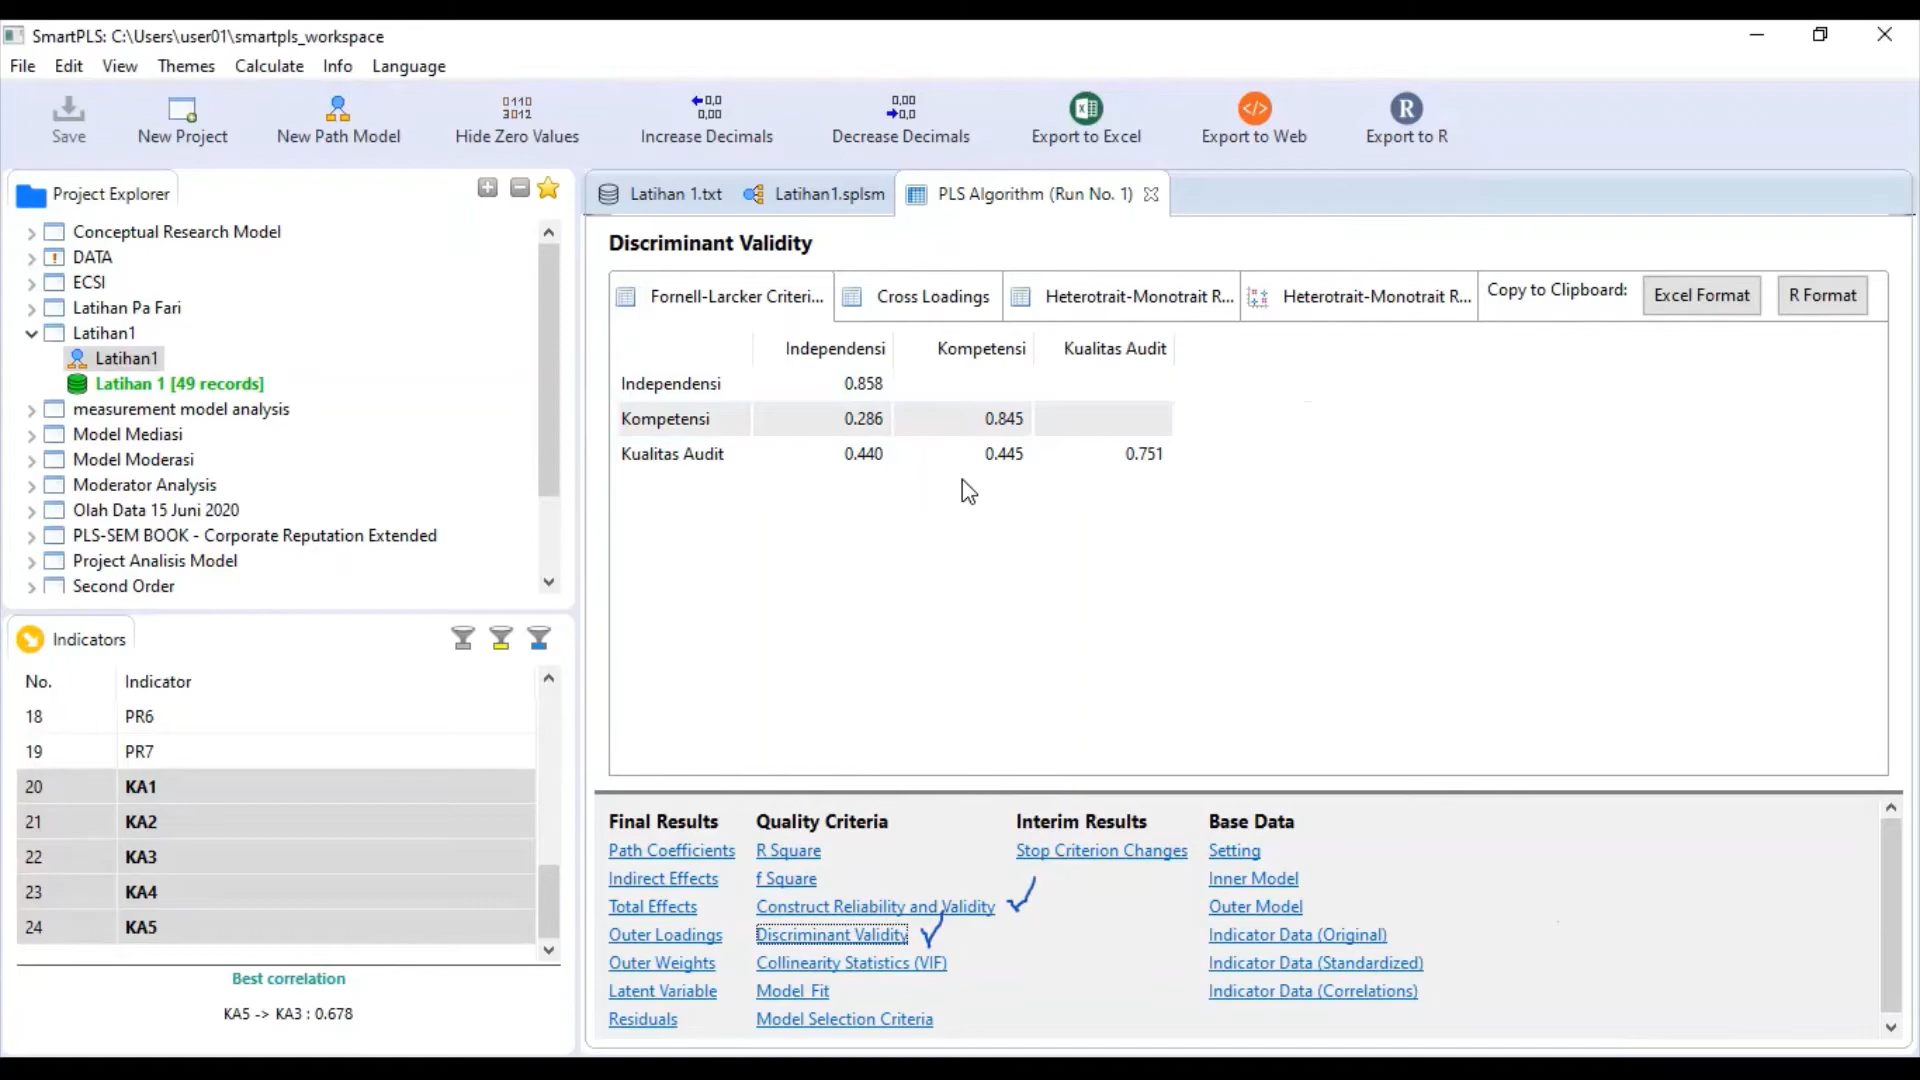 SmartPLS: C:\Users\user01\smartpls_workspace
File Edit View Themes Calculate Info Language
0110 3012 0,0 0,00 0,00 0,0 R
Save New Project New Path Model Hide Zero Values Increase Decimals Decrease Decimals Export to Excel Export to Web Export to R
Project Explorer
Conceptual Research Model
DATA
ECSI
Latihan Pa Fari
Latihan1
Latihan1
Latihan 1 [49 records]
measurement model analysis
Model Mediasi
Model Moderasi
Moderator Analysis
Olah Data 15 Juni 2020
PLS-SEM BOOK - Corporate Reputation Extended
Project Analisis Model
Second Order
Indicators
No. Indicator
18 PR6
19 PR7
20 KA1
21 KA2
22 KA3
23 KA4
24 KA5
Best correlation
KA5 -> KA3 : 0.678
Latihan 1.txt Latihan1.splsm PLS Algorithm (Run No. 1)
Discriminant Validity
Fornell-Larcker Criteri... Cross Loadings Heterotrait-Monotrait R... Heterotrait-Monotrait R... Copy to Clipboard: Excel Format R Format
Independensi Kompetensi Kualitas Audit
Independensi 0.858
Kompetensi 0.286 0.845
Kualitas Audit 0.440 0.445 0.751
Final Results Quality Criteria Interim Results Base Data
Path Coefficients R Square Stop Criterion Changes Setting
Indirect Effects f Square Inner Model
Total Effects Construct Reliability and Validity Outer Model
Outer Loadings Discriminant Validity Indicator Data (Original)
Outer Weights Collinearity Statistics (VIF) Indicator Data (Standardized)
Latent Variable Model_Fit Indicator Data (Correlations)
Residuals Model Selection Criteria